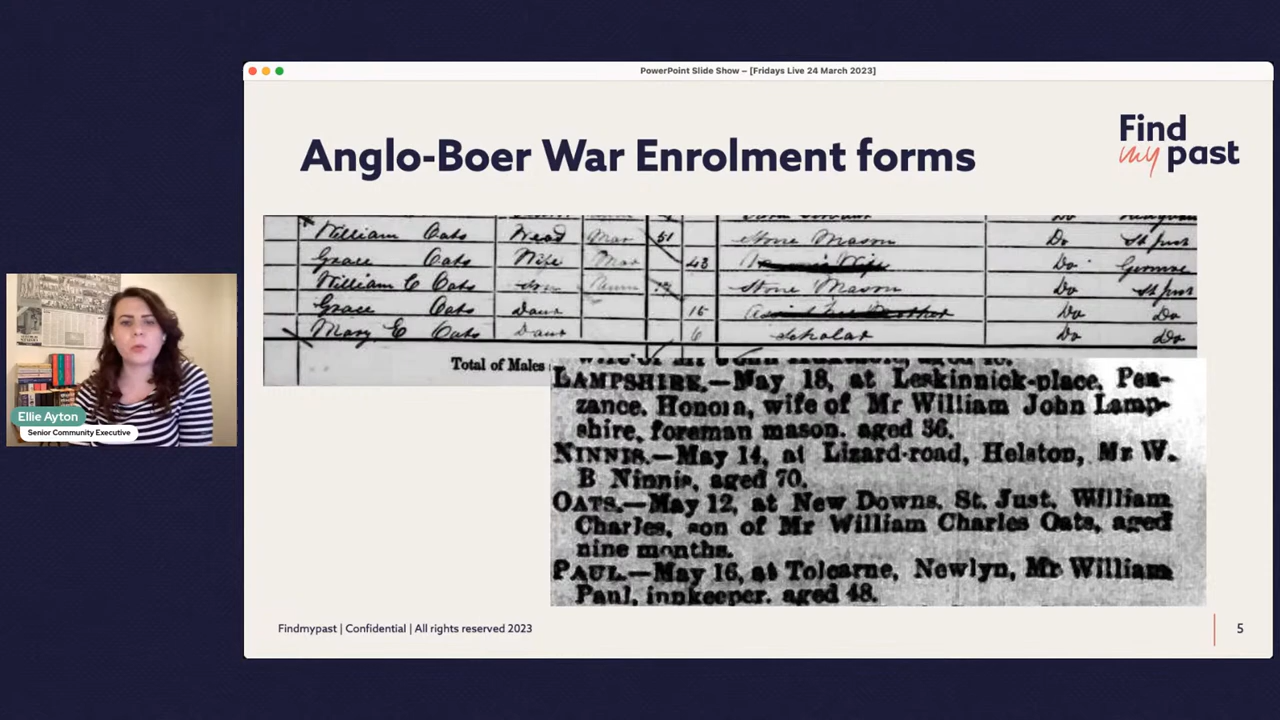 PowerPoint Slide Show – [Fridays Live 24 March 2023]
Anglo-Boer War Enrolment forms
Find
my past
William Oats Head Mar 51 Stone Mason Do St Just
Grace Oats Wife Mar 48 Do
William C Oats Son Stone Mason Do St Just
Grace Oats Daur 16 Do Do
Mary C Oats Daur 6 Scholar Do Do
Total of Males
LAMPSHIRE.—May 18, at Leskinnick-place, Pen-
zance, Honora, wife of Mr William John Lamp-
shire, foreman mason, aged 36.
NINNIS.—May 14, at Lizard-road, Helston, Mr W.
B Ninnis, aged 70.
OATS.—May 12, at New Downs, St. Just, William
Charles, son of Mr William Charles Oats, aged
nine months.
PAUL.—May 16, at Tolcarne, Newlyn, Mr William
Paul, innkeeper, aged 48.
Ellie Ayton
Senior Community Executive
Findmypast | Confidential | All rights reserved 2023
5